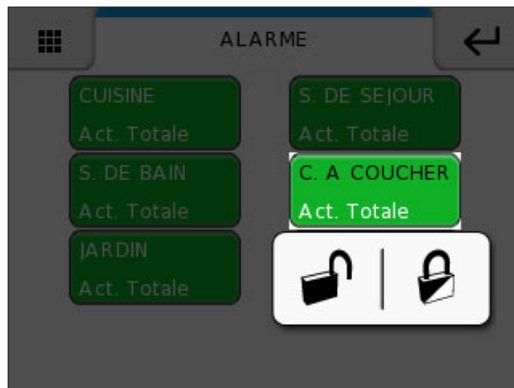 ALARME
CUISINE
Act. Totale
S. DE SEJOUR
Act. Totale
S. DE BAIN
Act. Totale
C. A COUCHER
Act. Totale
JARDIN
Act. Totale